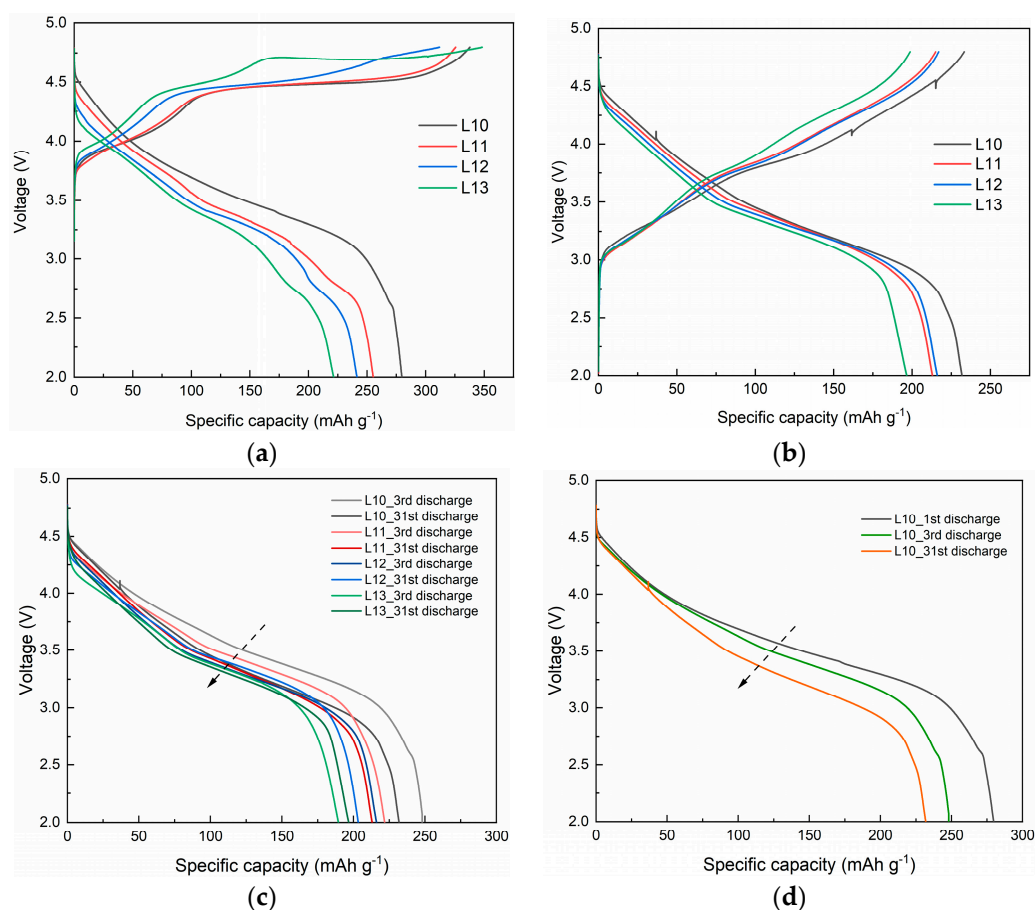 5.0
4.5
4.0
3.5
3.0
2.5
2.0
Voltage (V)
0 50 100 150 200 250 300 350
Specific capacity (mAh g-1)
L10
L11
L12
L13
(a)
5.0
4.5
4.0
3.5
3.0
2.5
2.0
Voltage (V)
0 50 100 150 200 250
Specific capacity (mAh g-1)
L10
L11
L12
L13
(b)
5.0
4.5
4.0
3.5
3.0
2.5
2.0
Voltage (V)
0 50 100 150 200 250 300
Specific capacity (mAh g-1)
L10_3rd discharge
L10_31st discharge
L11_3rd discharge
L11_31st discharge
L12_3rd discharge
L12_31st discharge
L13_3rd discharge
L13_31st discharge
(c)
5.0
4.5
4.0
3.5
3.0
2.5
2.0
Voltage (V)
0 50 100 150 200 250 300
Specific capacity (mAh g-1)
L10_1st discharge
L10_3rd discharge
L10_31st discharge
(d)